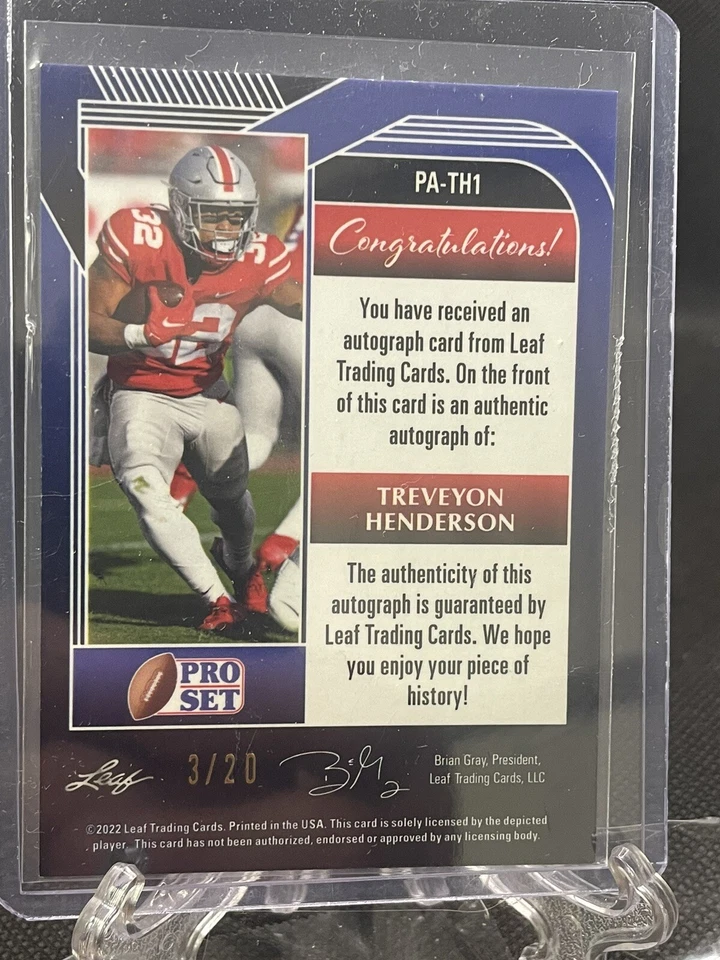 PA-TH1
Congratulations!
You have received an
autograph card from Leaf
Trading Cards. On the front
of this card is an authentic
autograph of:
TREVEYON
HENDERSON
The authenticity of this
autograph is guaranteed by
Leaf Trading Cards. We hope
you enjoy your piece of
history!
32
32
32
PRO
SET
Leaf
3/20
Brian Gray, President,
Leaf Trading Cards, LLC
©2022 Leaf Trading Cards. Printed in the USA. This card is solely licensed by the depicted
player. This card has not been authorized, endorsed or approved by any licensing body.